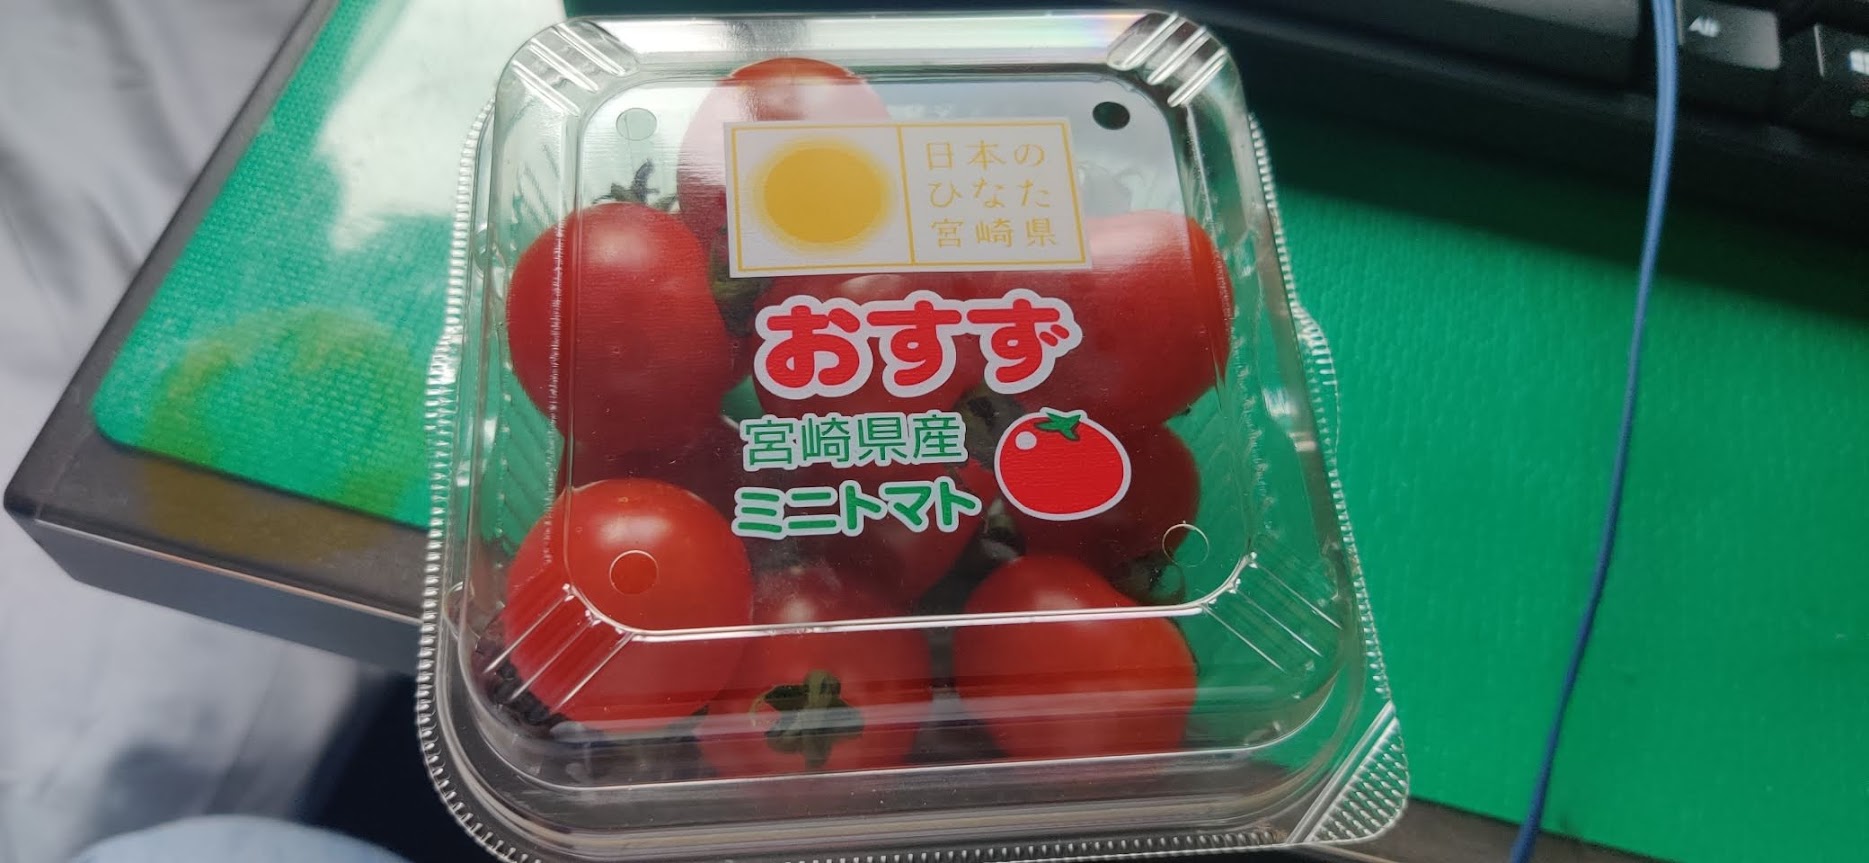 日本の
ひなた
宮崎県
おすず
宮崎県産
ミニトマト
Alt